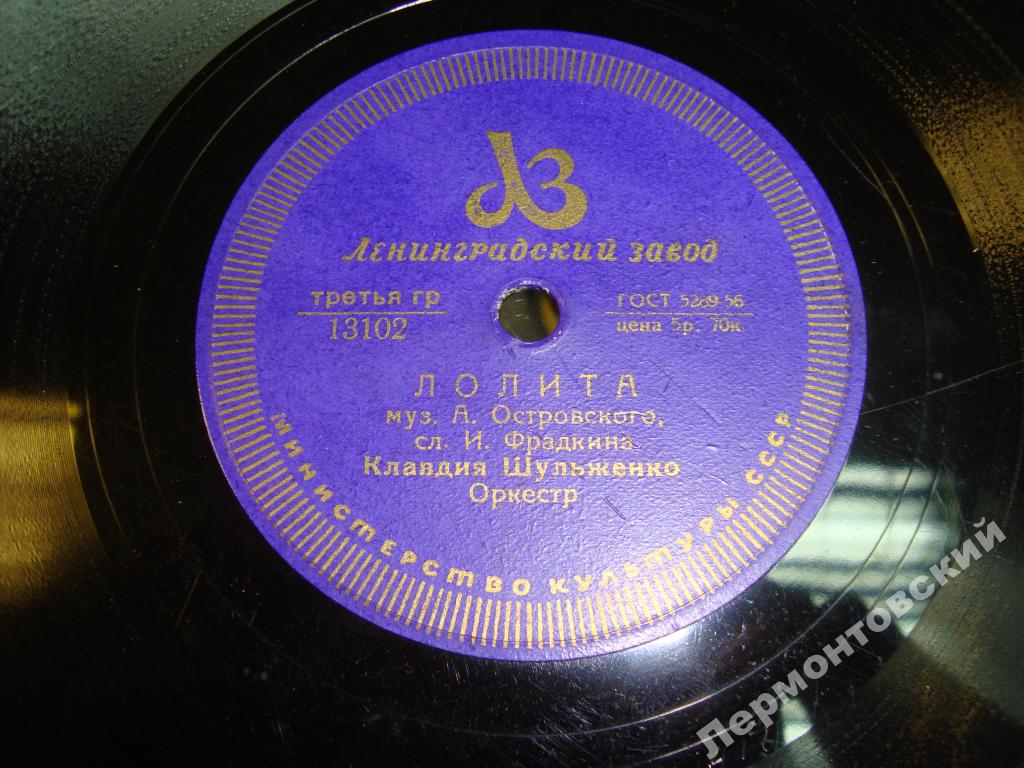 ЛЗ
Ленинградский завод
третья гр
13102
ГОСТ 5289-56
цена 5р. 70к.
ЛОЛИТА
муз. А. Островского,
сл. И. Фрадкина
Клавдия Шульженко
Оркестр
МИНИСТЕРСТВО КУЛЬТУРЫ СССР
Лермонтовский